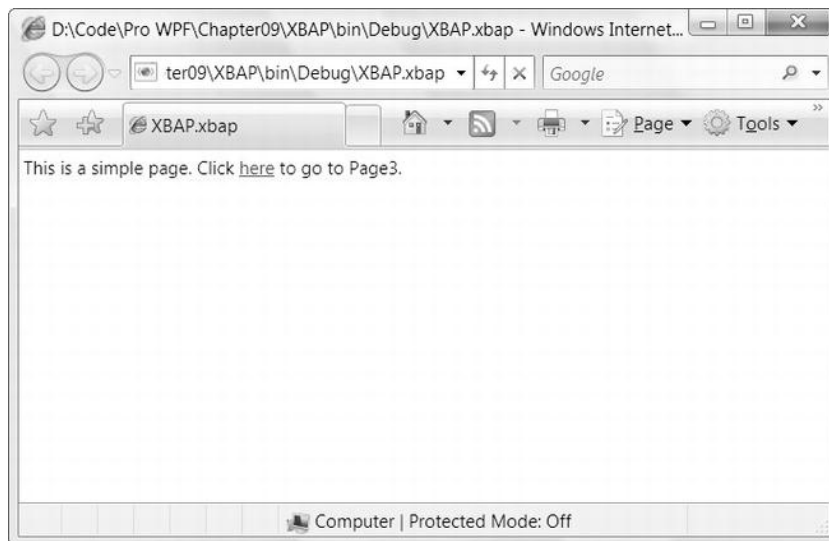 D:\Code\Pro WPF\Chapter09\XBAP\bin\Debug\XBAP.xbap - Windows Internet...
ter09\XBAP\bin\Debug\XBAP.xbap
Google
XBAP.xbap
Page
Tools
This is a simple page. Click here to go to Page3.
Computer | Protected Mode: Off